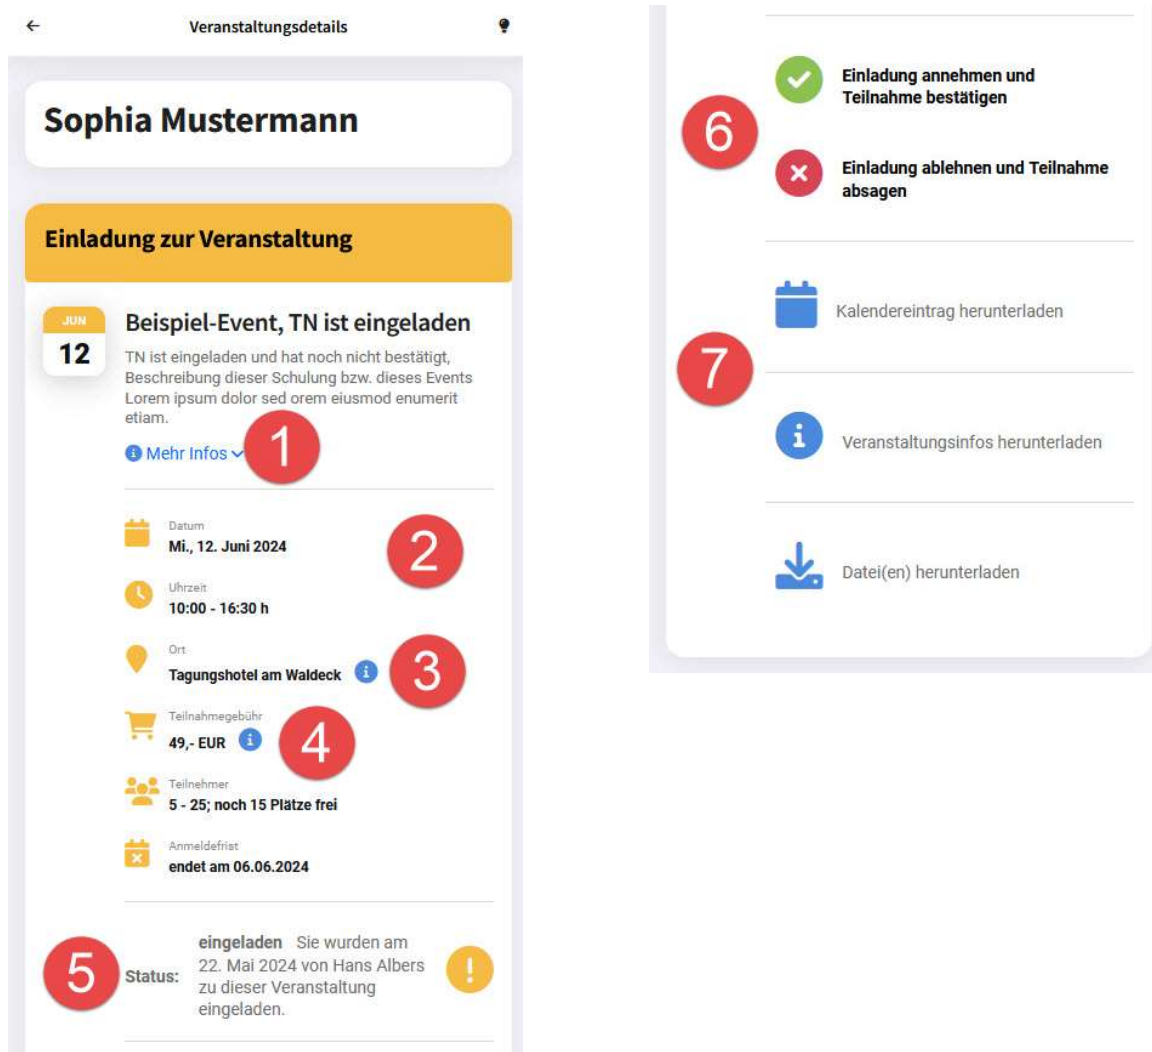 Veranstaltungsdetails
Sophia Mustermann
Einladung zur Veranstaltung
JUN
12
Beispiel-Event, TN ist eingeladen
TN ist eingeladen und hat noch nicht bestätigt,
Beschreibung dieser Schulung bzw. dieses Events
Lorem ipsum dolor sed orem eiusmod enumerit
etiam.
Mehr Infos
1
Datum
Mi., 12. Juni 2024
2
Uhrzeit
10:00 - 16:30 h
Ort
Tagungshotel am Waldeck
3
Teilnahmegebühr
49,- EUR
4
Teilnehmer
5 - 25; noch 15 Plätze frei
Anmeldefrist
endet am 06.06.2024
5
Status:
eingeladen Sie wurden am
22. Mai 2024 von Hans Albers
zu dieser Veranstaltung
eingeladen.
Einladung annehmen und
Teilnahme bestätigen
6
Einladung ablehnen und Teilnahme
absagen
Kalendereintrag herunterladen
7
Veranstaltungsinfos herunterladen
Datei(en) herunterladen